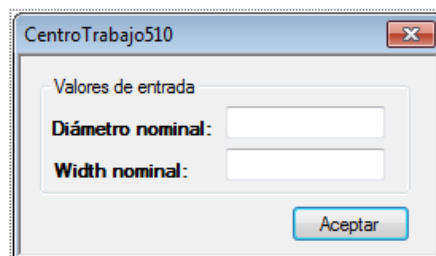 CentroTrabajo510
Valores de entrada
Diámetro nominal:
Width nominal:
Aceptar